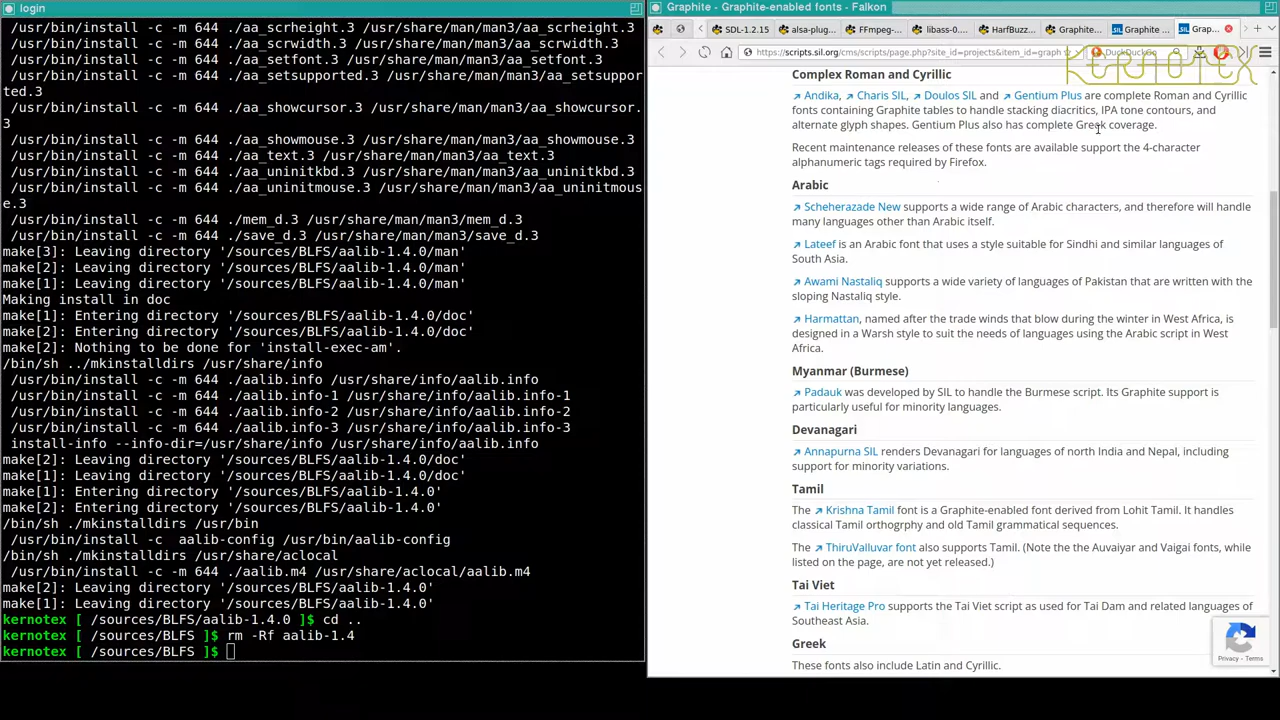 login
/usr/bin/install -c -m 644 ./aa_scrheight.3 /usr/share/man/man3/aa_scrheight.3
/usr/bin/install -c -m 644 ./aa_scrwidth.3 /usr/share/man/man3/aa_scrwidth.3
/usr/bin/install -c -m 644 ./aa_setfont.3 /usr/share/man/man3/aa_setfont.3
/usr/bin/install -c -m 644 ./aa_setsupported.3 /usr/share/man/man3/aa_setsuppor
ted.3
/usr/bin/install -c -m 644 ./aa_showcursor.3 /usr/share/man/man3/aa_showcursor.
3
/usr/bin/install -c -m 644 ./aa_showmouse.3 /usr/share/man/man3/aa_showmouse.3
/usr/bin/install -c -m 644 ./aa_text.3 /usr/share/man/man3/aa_text.3
/usr/bin/install -c -m 644 ./aa_uninitkbd.3 /usr/share/man/man3/aa_uninitkbd.3
/usr/bin/install -c -m 644 ./aa_uninitmouse.3 /usr/share/man/man3/aa_uninitmous
e.3
/usr/bin/install -c -m 644 ./mem_d.3 /usr/share/man/man3/mem_d.3
/usr/bin/install -c -m 644 ./save_d.3 /usr/share/man/man3/save_d.3
make[3]: Leaving directory '/sources/BLFS/aalib-1.4.0/man'
make[2]: Leaving directory '/sources/BLFS/aalib-1.4.0/man'
make[1]: Leaving directory '/sources/BLFS/aalib-1.4.0/man'
Making install in doc
make[1]: Entering directory '/sources/BLFS/aalib-1.4.0/doc'
make[2]: Entering directory '/sources/BLFS/aalib-1.4.0/doc'
make[2]: Nothing to be done for 'install-exec-am'.
/bin/sh ../mkinstalldirs /usr/share/info
/usr/bin/install -c -m 644 ./aalib.info /usr/share/info/aalib.info
/usr/bin/install -c -m 644 ./aalib.info-1 /usr/share/info/aalib.info-1
/usr/bin/install -c -m 644 ./aalib.info-2 /usr/share/info/aalib.info-2
/usr/bin/install -c -m 644 ./aalib.info-3 /usr/share/info/aalib.info-3
install-info --info-dir=/usr/share/info /usr/share/info/aalib.info
make[2]: Leaving directory '/sources/BLFS/aalib-1.4.0/doc'
make[1]: Leaving directory '/sources/BLFS/aalib-1.4.0/doc'
make[1]: Entering directory '/sources/BLFS/aalib-1.4.0'
make[2]: Entering directory '/sources/BLFS/aalib-1.4.0'
/bin/sh ./mkinstalldirs /usr/bin
/usr/bin/install -c  aalib-config /usr/bin/aalib-config
/bin/sh ./mkinstalldirs /usr/share/aclocal
/usr/bin/install -c -m 644 ./aalib.m4 /usr/share/aclocal/aalib.m4
make[2]: Leaving directory '/sources/BLFS/aalib-1.4.0'
make[1]: Leaving directory '/sources/BLFS/aalib-1.4.0'
kernotex [ /sources/BLFS/aalib-1.4.0 ]$ cd ..
kernotex [ /sources/BLFS ]$ rm -Rf aalib-1.4
kernotex [ /sources/BLFS ]$
Graphite - Graphite-enabled fonts - Falkon
SDL-1.2.15 alsa-plug... FFmpeg-... libass-0... HarfBuzz... Graphite... Graphite... Graph...
https://scripts.sil.org/cms/scripts/page.php?site_id=projects&item_id=graph DuckDuckGo
KERNOTEX
Complex Roman and Cyrillic
Andika, Charis SIL, Doulos SIL and Gentium Plus are complete Roman and Cyrillic
fonts containing Graphite tables to handle stacking diacritics, IPA tone contours, and
alternate glyph shapes. Gentium Plus also has complete Greek coverage.
Recent maintenance releases of these fonts are available support the 4-character
alphanumeric tags required by Firefox.
Arabic
Scheherazade New supports a wide range of Arabic characters, and therefore will handle
many languages other than Arabic itself.
Lateef is an Arabic font that uses a style suitable for Sindhi and similar languages of
South Asia.
Awami Nastaliq supports a wide variety of languages of Pakistan that are written with the
sloping Nastaliq style.
Harmattan, named after the trade winds that blow during the winter in West Africa, is
designed in a Warsh style to suit the needs of languages using the Arabic script in West
Africa.
Myanmar (Burmese)
Padauk was developed by SIL to handle the Burmese script. Its Graphite support is
particularly useful for minority languages.
Devanagari
Annapurna SIL renders Devanagari for languages of north India and Nepal, including
support for minority variations.
Tamil
The Krishna Tamil font is a Graphite-enabled font derived from Lohit Tamil. It handles
classical Tamil orthogrphy and old Tamil grammatical sequences.
The ThiruValluvar font also supports Tamil. (Note the the Auvaiyar and Vaigai fonts, while
listed on the page, are not yet released.)
Tai Viet
Tai Heritage Pro supports the Tai Viet script as used for Tai Dam and related languages of
Southeast Asia.
Greek
These fonts also include Latin and Cyrillic.
Privacy - Terms